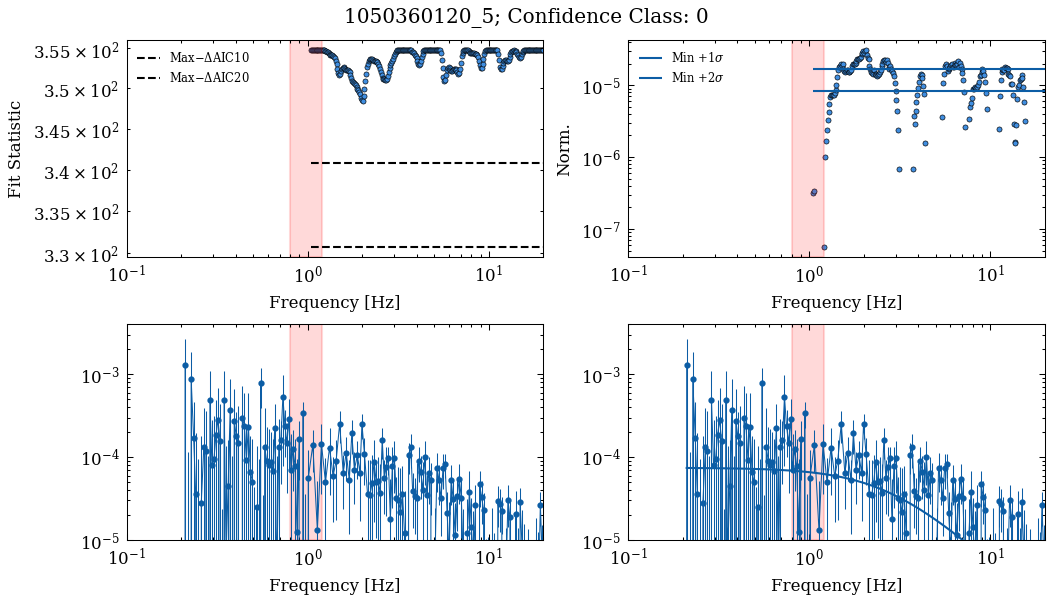 1050360120_5; Confidence Class: 0
3.55 × 10²
3.5 × 10²
3.45 × 10²
3.4 × 10²
3.35 × 10²
3.3 × 10²
Fit Statistic
Max−ΔAIC10
Max−ΔAIC20
10⁻¹
10⁰
10¹
Frequency [Hz]
10⁻⁵
10⁻⁶
10⁻⁷
Norm.
Min +1σ
Min +2σ
10⁻¹
10⁰
10¹
Frequency [Hz]
10⁻³
10⁻⁴
10⁻⁵
10⁻¹
10⁰
10¹
Frequency [Hz]
10⁻³
10⁻⁴
10⁻⁵
10⁻¹
10⁰
10¹
Frequency [Hz]